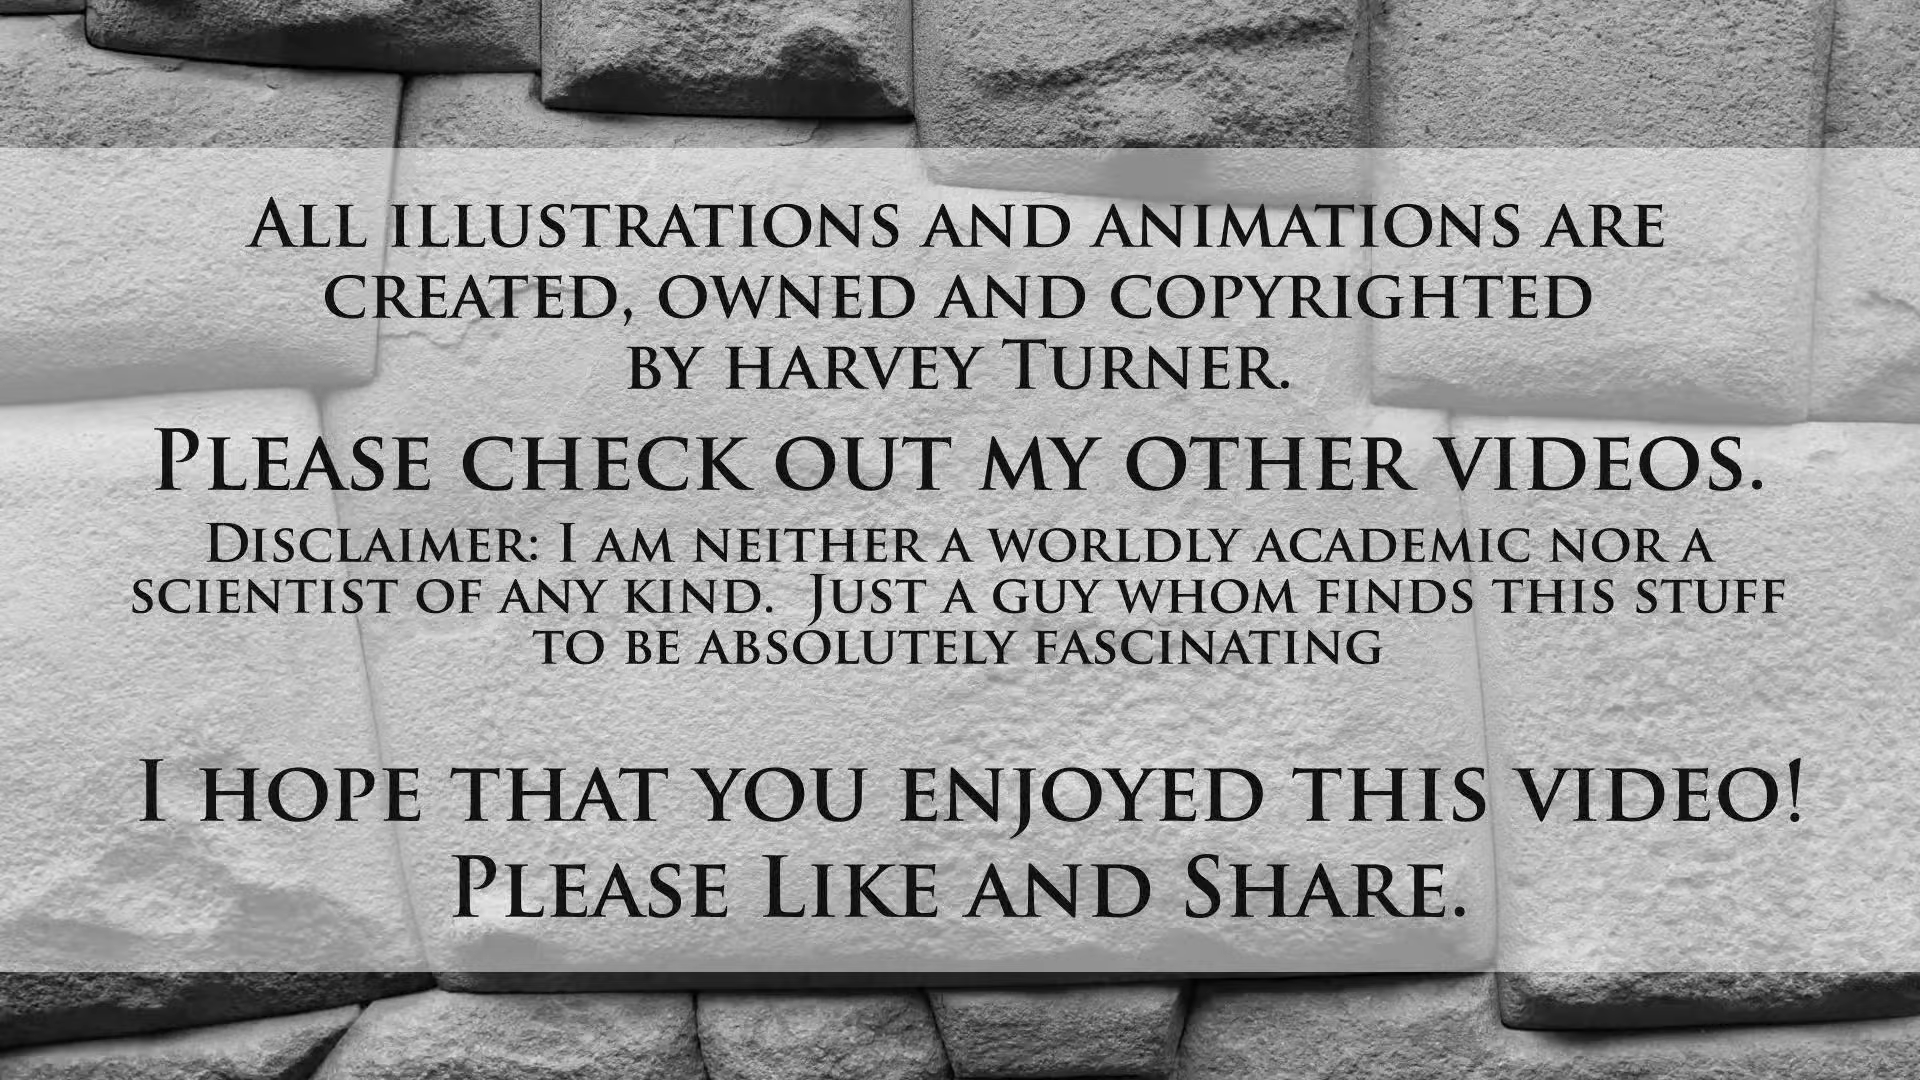 All illustrations and animations are
created, owned and copyrighted
by harvey Turner.
Please check out my other videos.
Disclaimer: I am neither a worldly academic nor a
scientist of any kind.  Just a guy whom finds this stuff
to be absolutely fascinating
I hope that you enjoyed this video!
Please Like and Share.